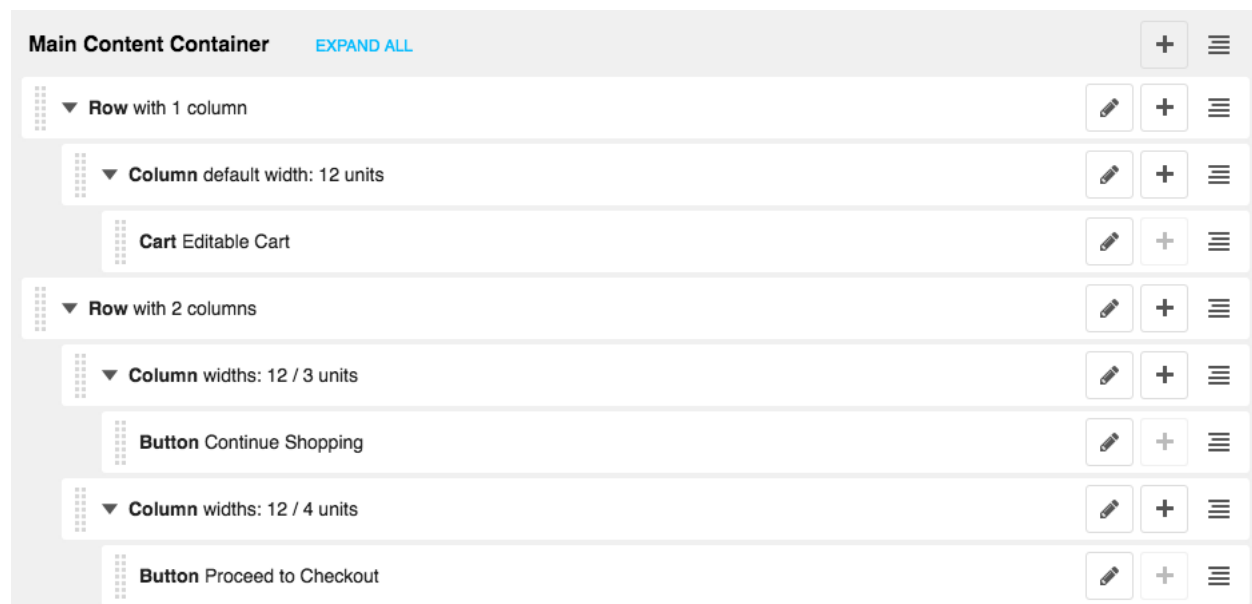 Main Content Container EXPAND ALL
Row with 1 column
Column default width: 12 units
Cart Editable Cart
Row with 2 columns
Column widths: 12 / 3 units
Button Continue Shopping
Column widths: 12 / 4 units
Button Proceed to Checkout